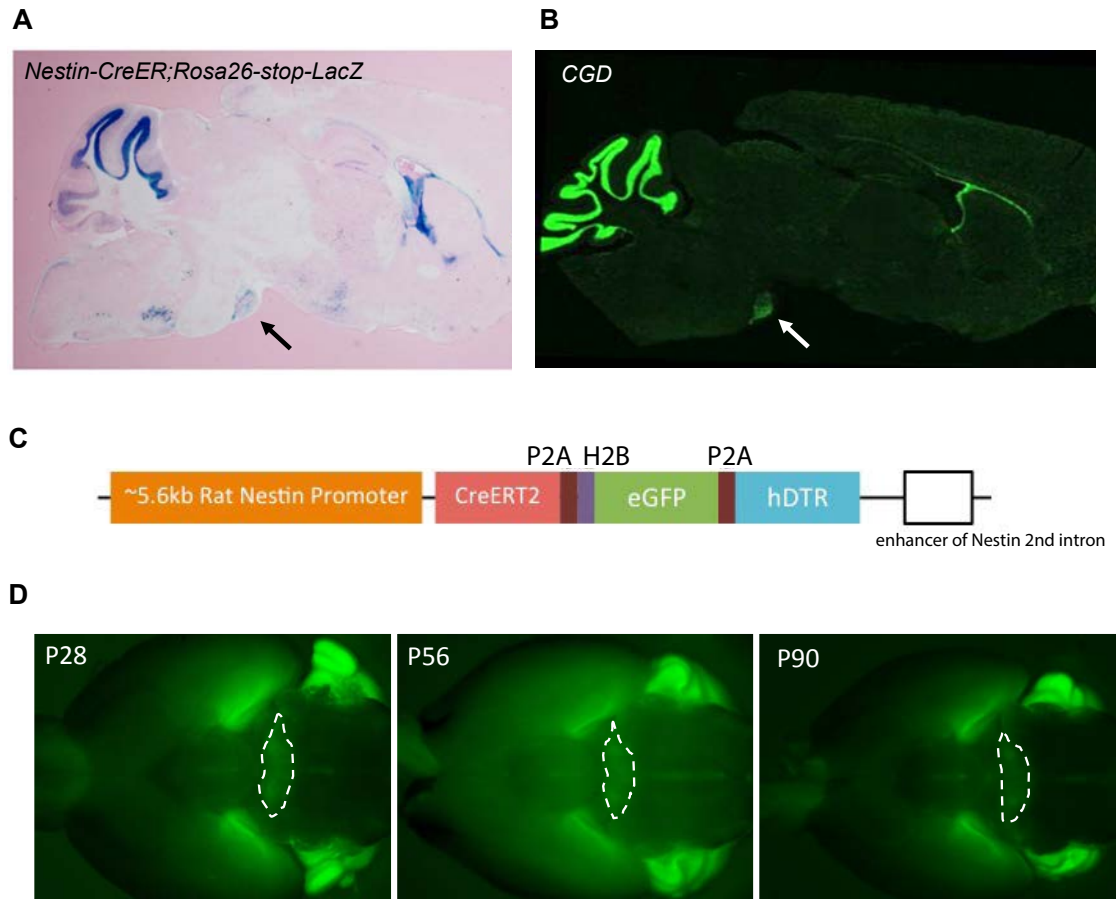 A
B
Nestin-CreER;Rosa26-stop-LacZ
CGD
C
P2A H2B P2A
~5.6kb Rat Nestin Promoter CreERT2 eGFP hDTR
enhancer of Nestin 2nd intron
D
P28 P56 P90